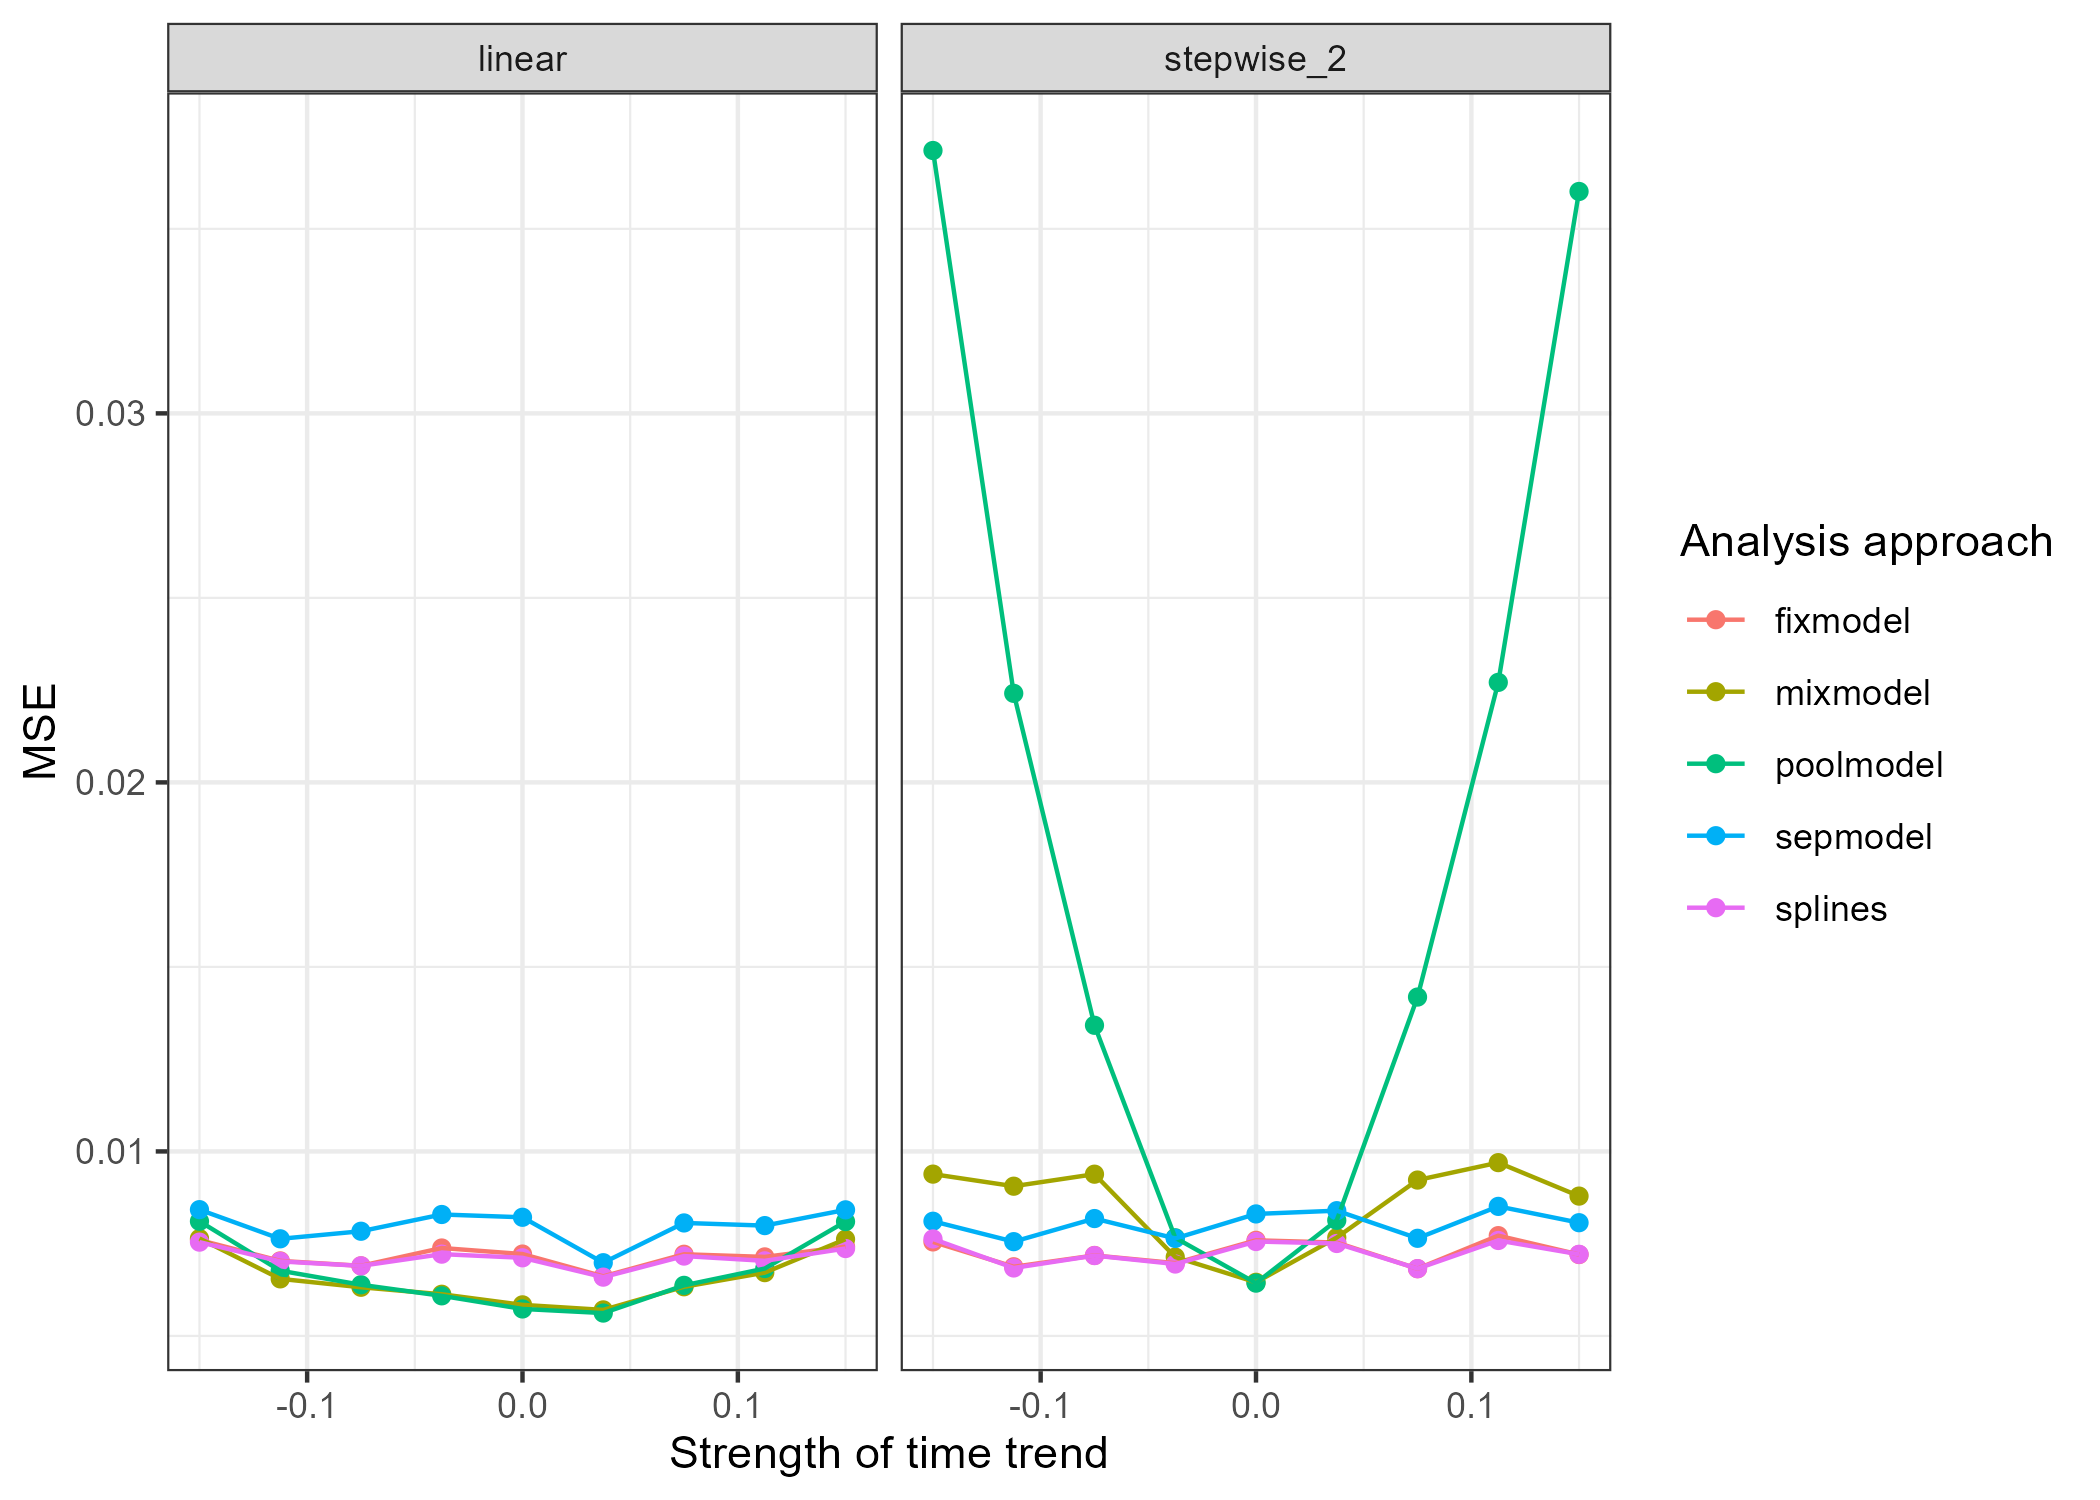 linear
stepwise_2
MSE
0.03
0.02
0.01
-0.1
0.0
0.1
-0.1
0.0
0.1
Strength of time trend
Analysis approach
fixmodel
mixmodel
poolmodel
sepmodel
splines